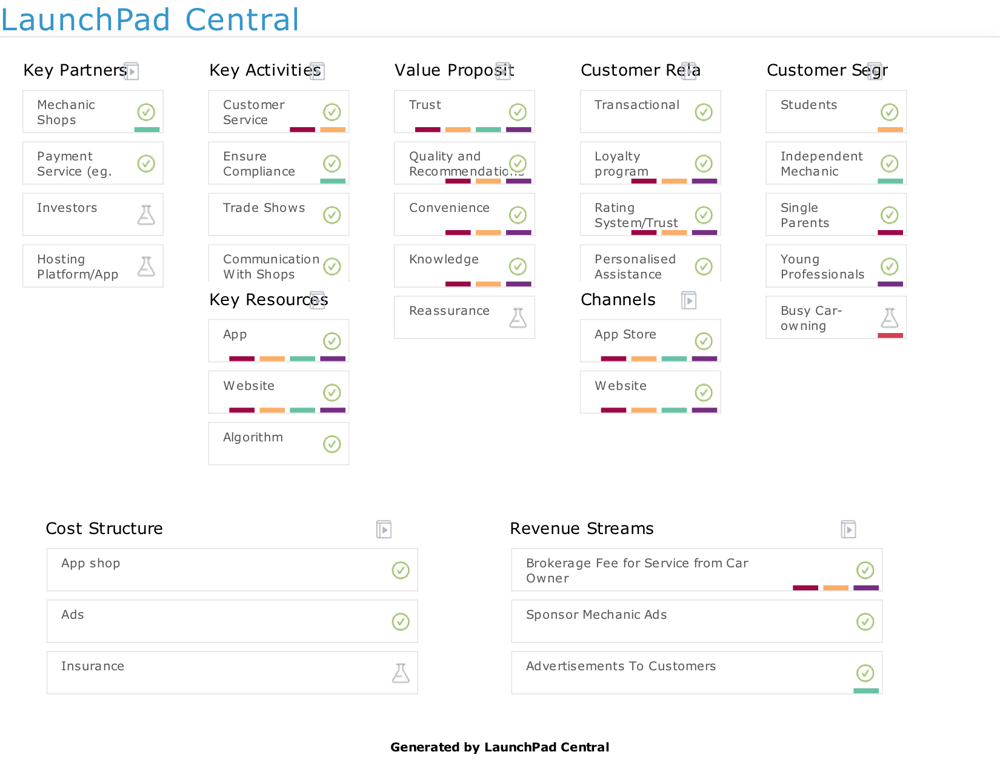 LaunchPad Central
Key Partners
Mechanic
Shops
Payment
Service (eg.
Investors
Hosting
Platform/App
Key Activities
Customer
Service
Ensure
Compliance
Trade Shows
Communication
With Shops
Key Resources
App
Website
Algorithm
Value Proposit
Trust
Quality and
Recommendations
Convenience
Knowledge
Reassurance
Customer Rela
Transactional
Loyalty
program
Rating
System/Trust
Personalised
Assistance
Channels
App Store
Website
Customer Segr
Students
Independent
Mechanic
Single
Parents
Young
Professionals
Busy Car-
owning
Cost Structure
App shop
Ads
Insurance
Revenue Streams
Brokerage Fee for Service from Car
Owner
Sponsor Mechanic Ads
Advertisements To Customers
Generated by LaunchPad Central